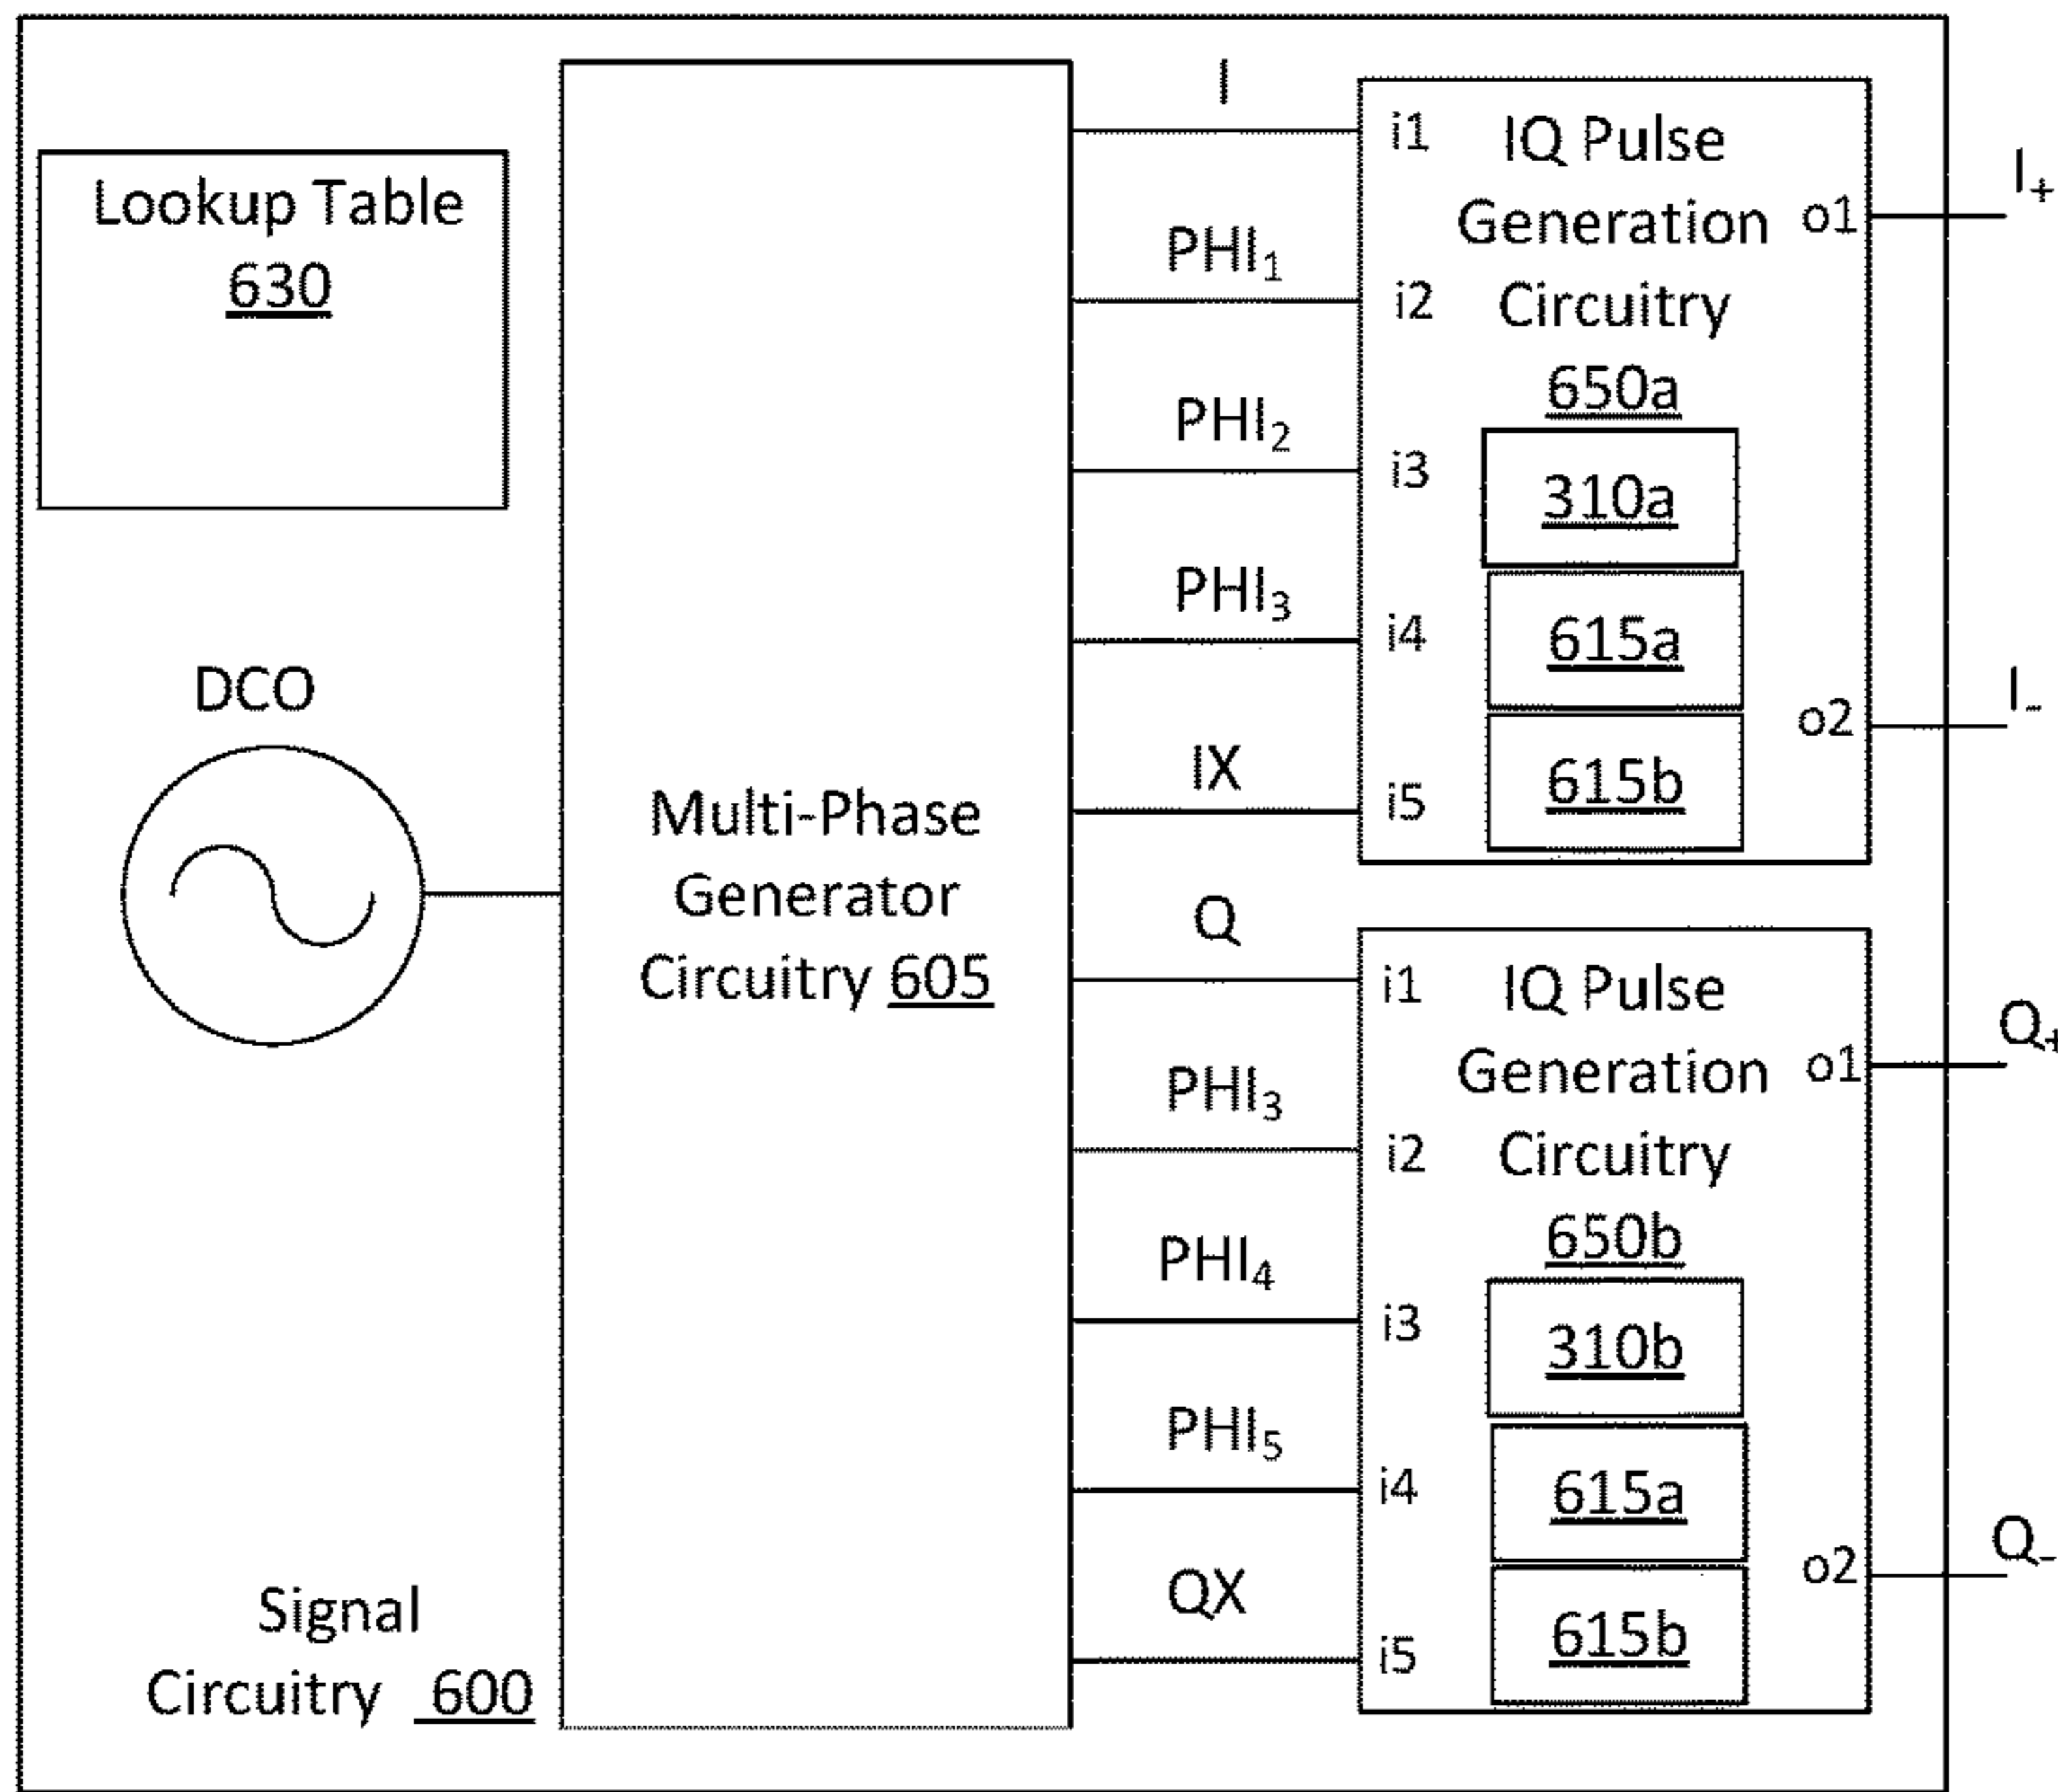 Lookup Table
630
DCO
Signal
Circuitry 600
Multi-Phase
Generator
Circuitry 605
I
PHI₁
PHI₂
PHI₃
IX
Q
PHI₃
PHI₄
PHI₅
QX
i1
i2
i3
i4
i5
IQ Pulse
Generation
Circuitry
650a
310a
615a
615b
o1
o2
I₊
I₋
i1
i2
i3
i4
i5
IQ Pulse
Generation
Circuitry
650b
310b
615a
615b
o1
o2
Q₊
Q₋